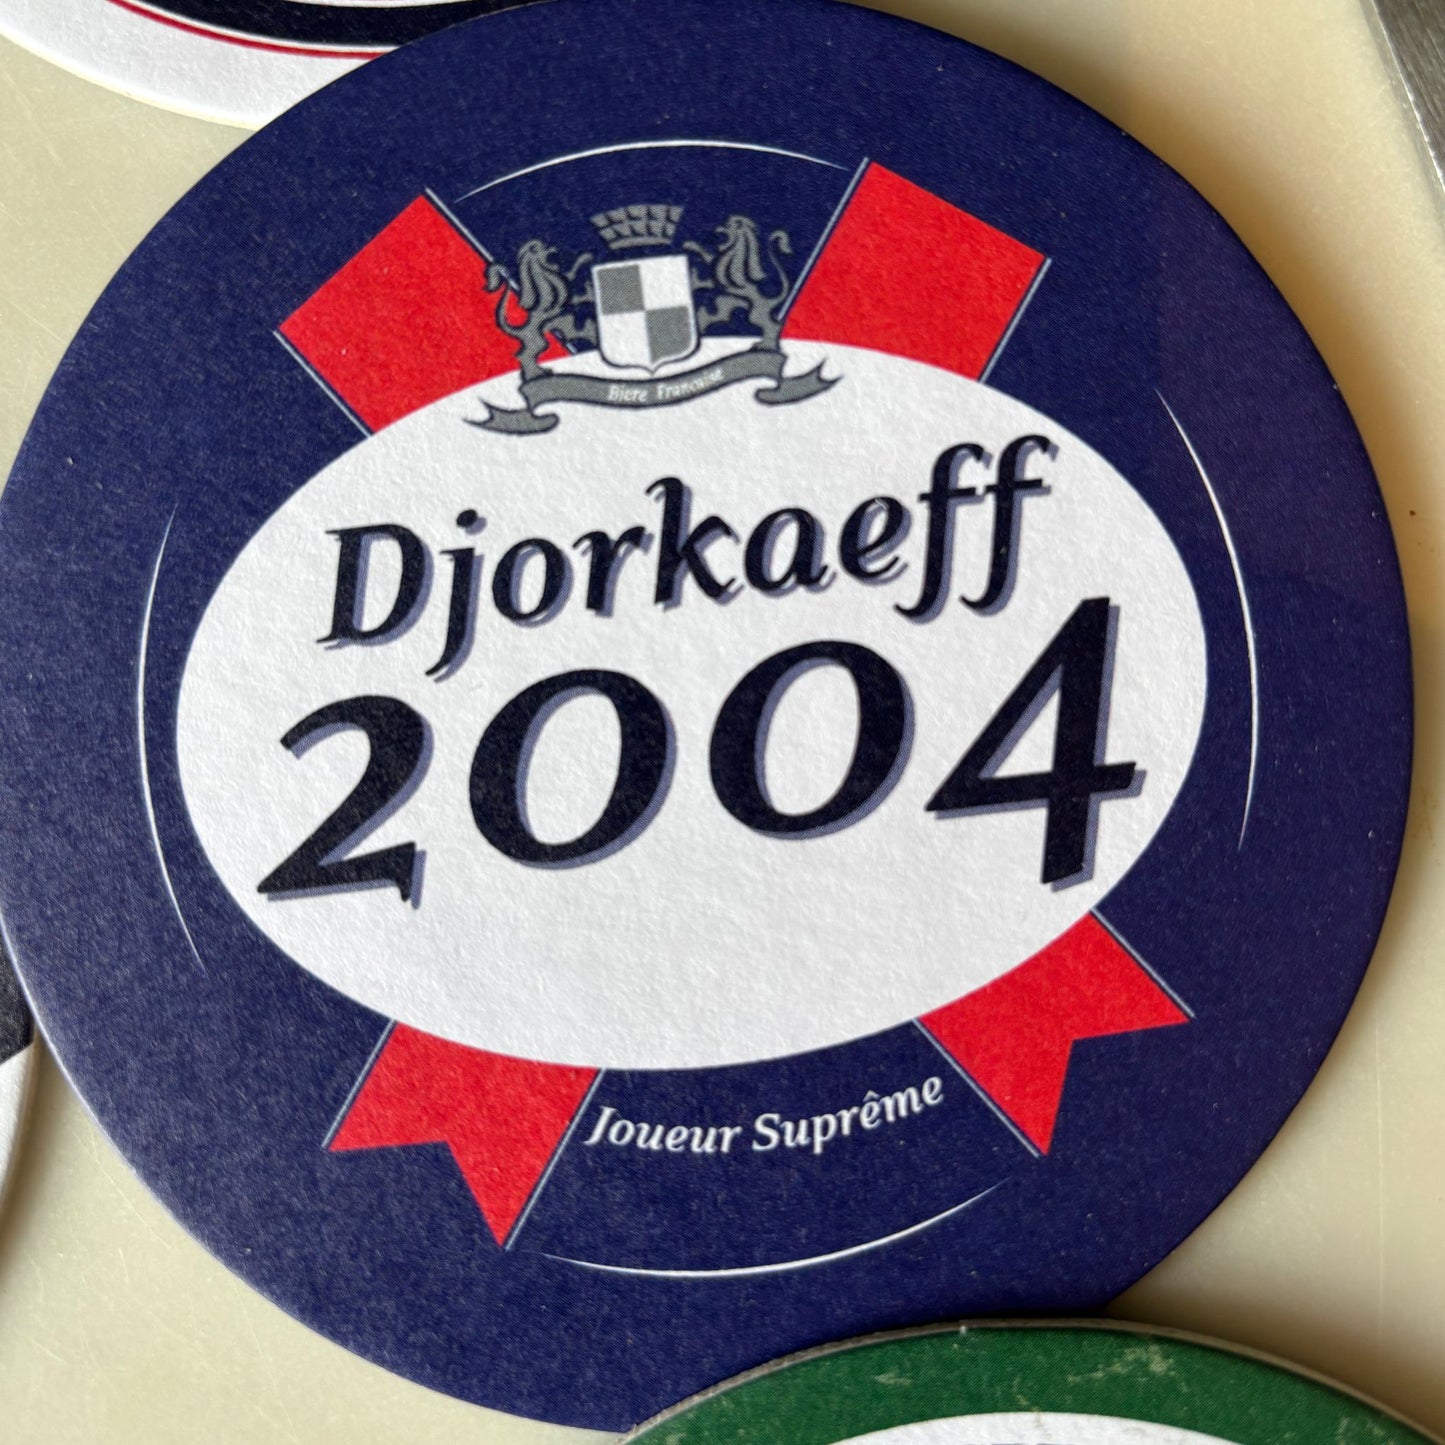 Bière Française
Djorkaeff
2004
Joueur Suprême